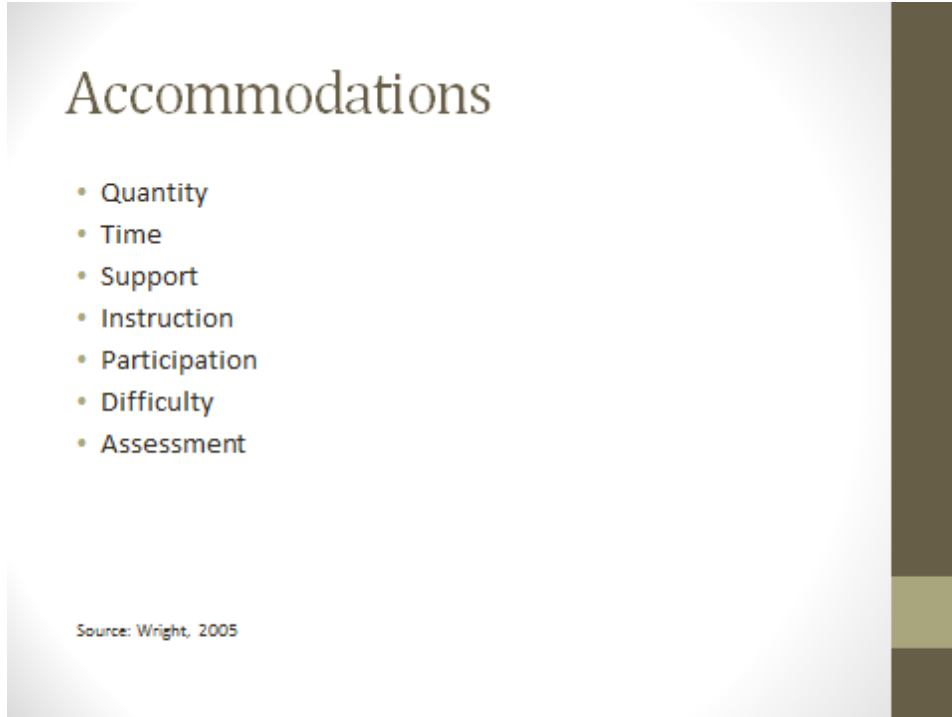 Accommodations
• Quantity
• Time
• Support
• Instruction
• Participation
• Difficulty
• Assessment
Source: Wright, 2005